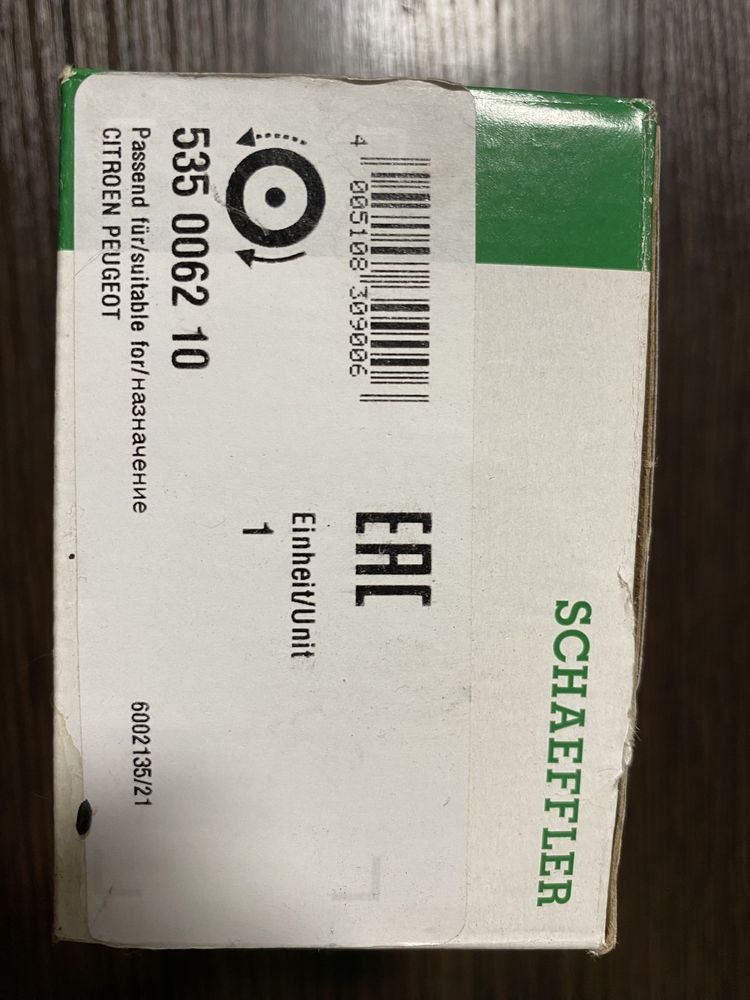 SCHAEFFLER
4 005108 309006
EAC
Einheit/Unit
1
535 0062 10
Passend für/suitable for/назначение
CITROEN PEUGEOT
6002135/21